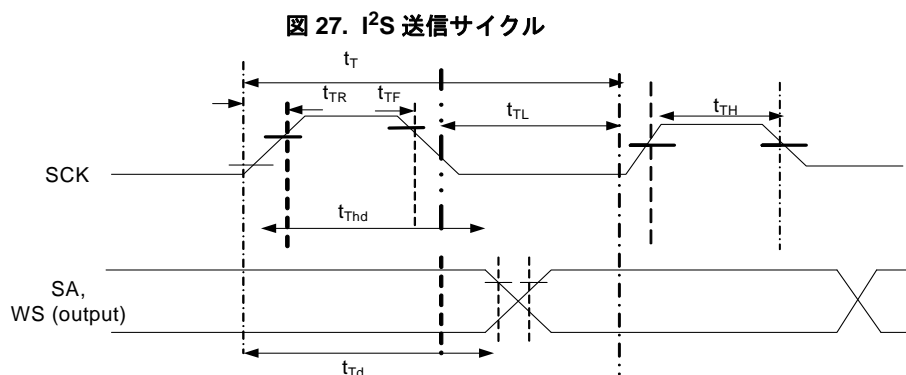 図 27. I²S 送信サイクル
tT
tTR
tTF
tTL
tTH
SCK
tThd
SA,
WS (output)
tTd